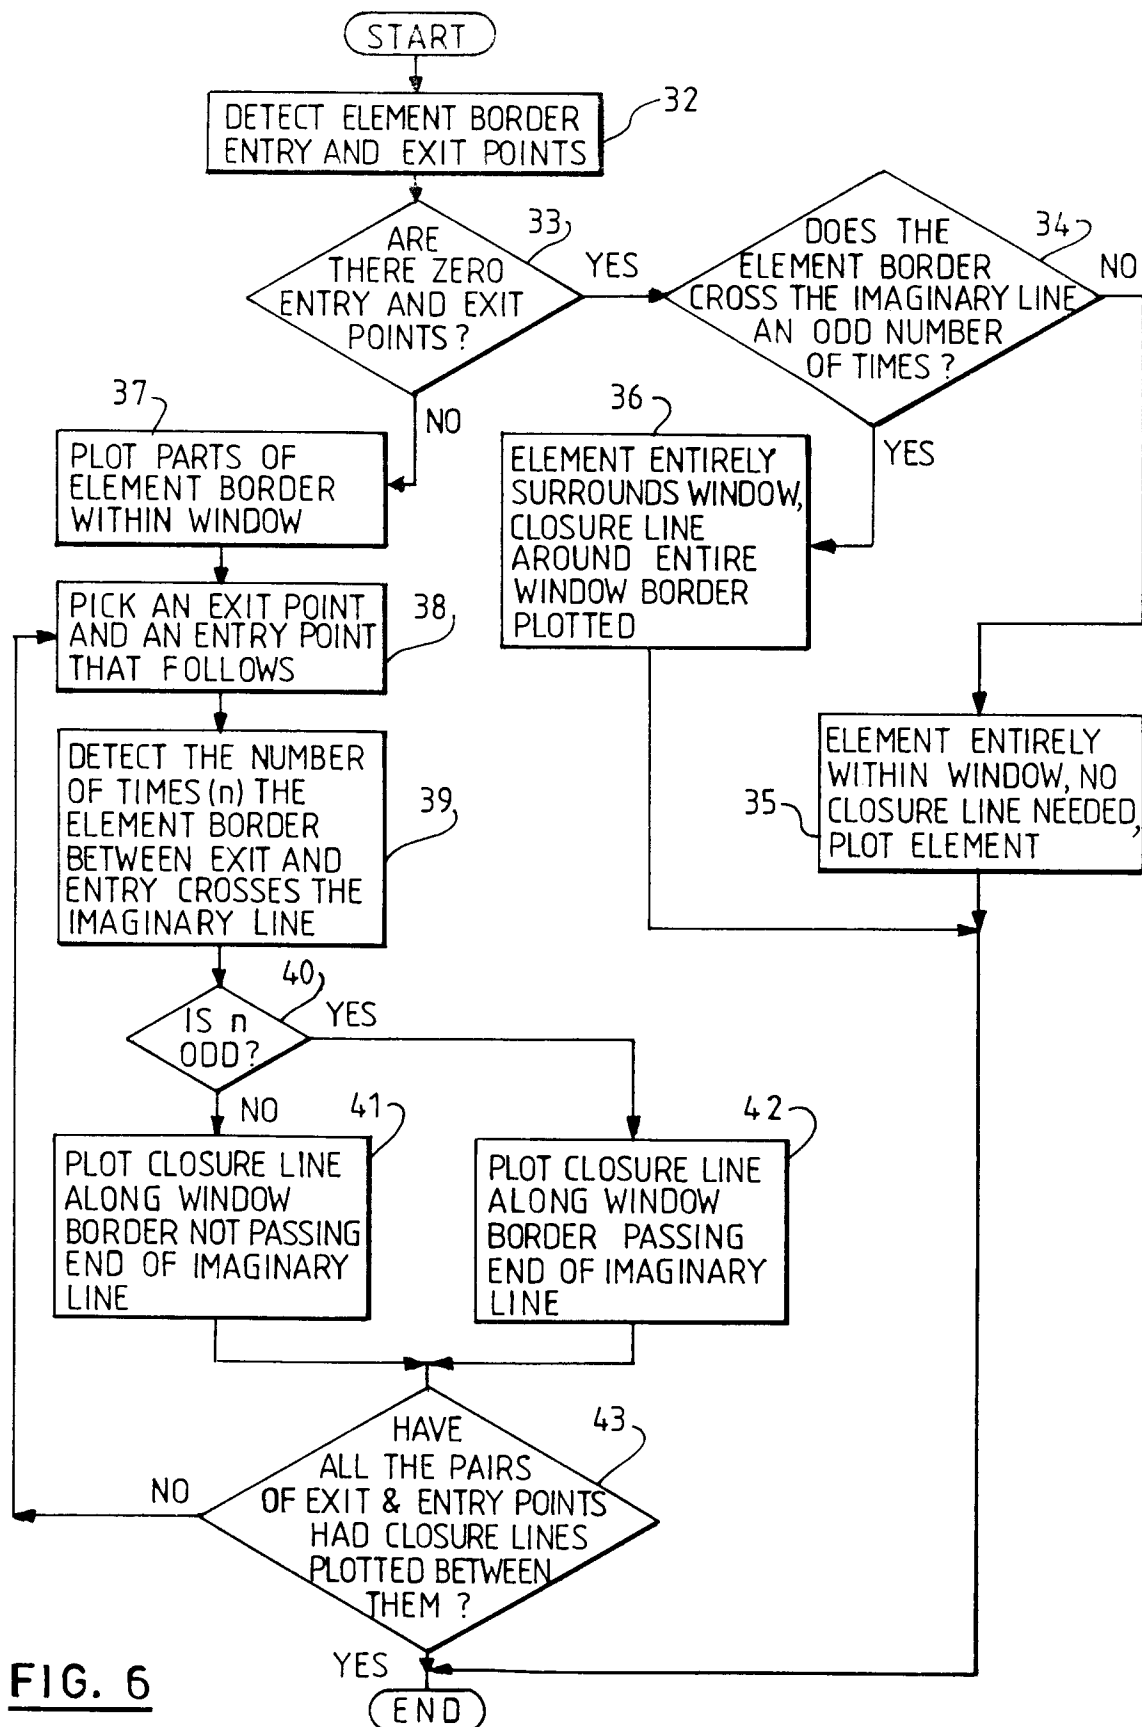 START
32
DETECT ELEMENT BORDER
ENTRY AND EXIT POINTS
33
ARE
THERE ZERO
ENTRY AND EXIT
POINTS?
YES
NO
34
DOES THE
ELEMENT BORDER
CROSS THE IMAGINARY LINE
AN ODD NUMBER
OF TIMES?
NO
YES
37
PLOT PARTS OF
ELEMENT BORDER
WITHIN WINDOW
36
ELEMENT ENTIRELY
SURROUNDS WINDOW,
CLOSURE LINE
AROUND ENTIRE
WINDOW BORDER
PLOTTED
PICK AN EXIT POINT
AND AN ENTRY POINT
THAT FOLLOWS
38
35
ELEMENT ENTIRELY
WITHIN WINDOW, NO
CLOSURE LINE NEEDED,
PLOT ELEMENT
DETECT THE NUMBER
OF TIMES (n) THE
ELEMENT BORDER
BETWEEN EXIT AND
ENTRY CROSSES THE
IMAGINARY LINE
39
40
IS n
ODD?
YES
NO
41
PLOT CLOSURE LINE
ALONG WINDOW
BORDER NOT PASSING
END OF IMAGINARY
LINE
42
PLOT CLOSURE LINE
ALONG WINDOW
BORDER PASSING
END OF IMAGINARY
LINE
43
HAVE
ALL THE PAIRS
OF EXIT & ENTRY POINTS
HAD CLOSURE LINES
PLOTTED BETWEEN
THEM?
NO
YES
END
FIG. 6